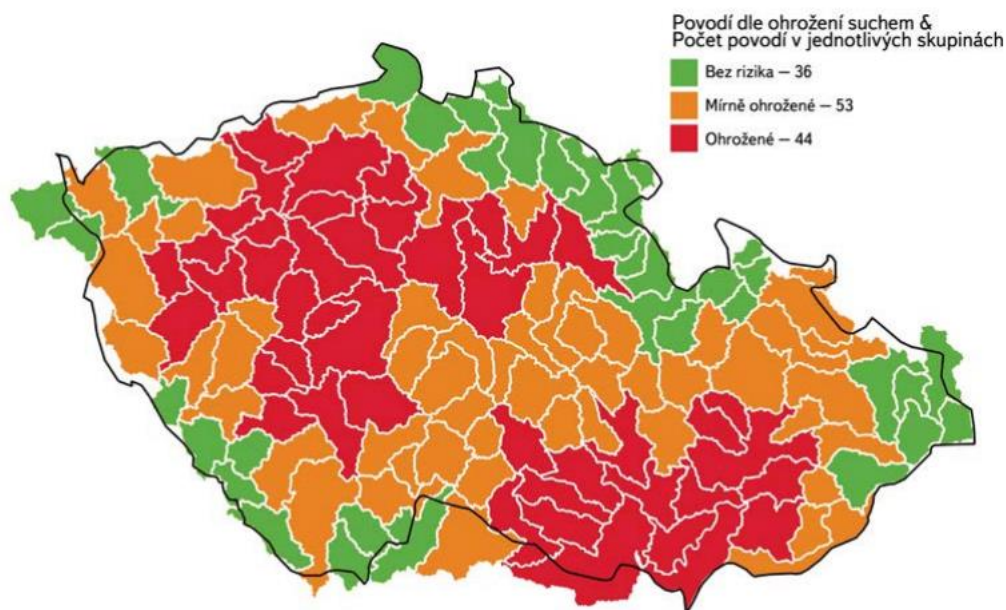 Povodí dle ohrožení suchem &
Počet povodí v jednotlivých skupinách
Bez rizika – 36
Mírně ohrožené – 53
Ohrožené – 44